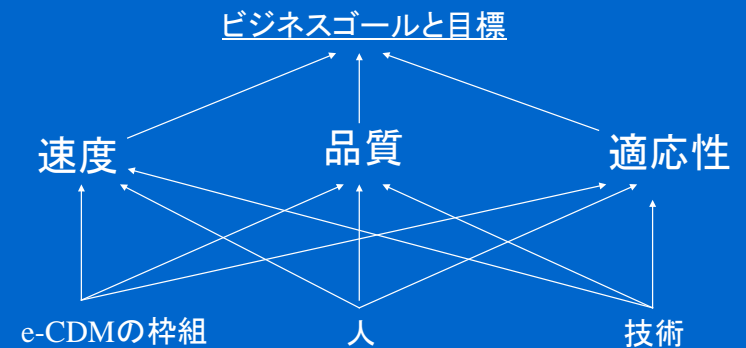 ビジネスゴールと目標
速度
品質
適応性
e-CDMの枠組
人
技術